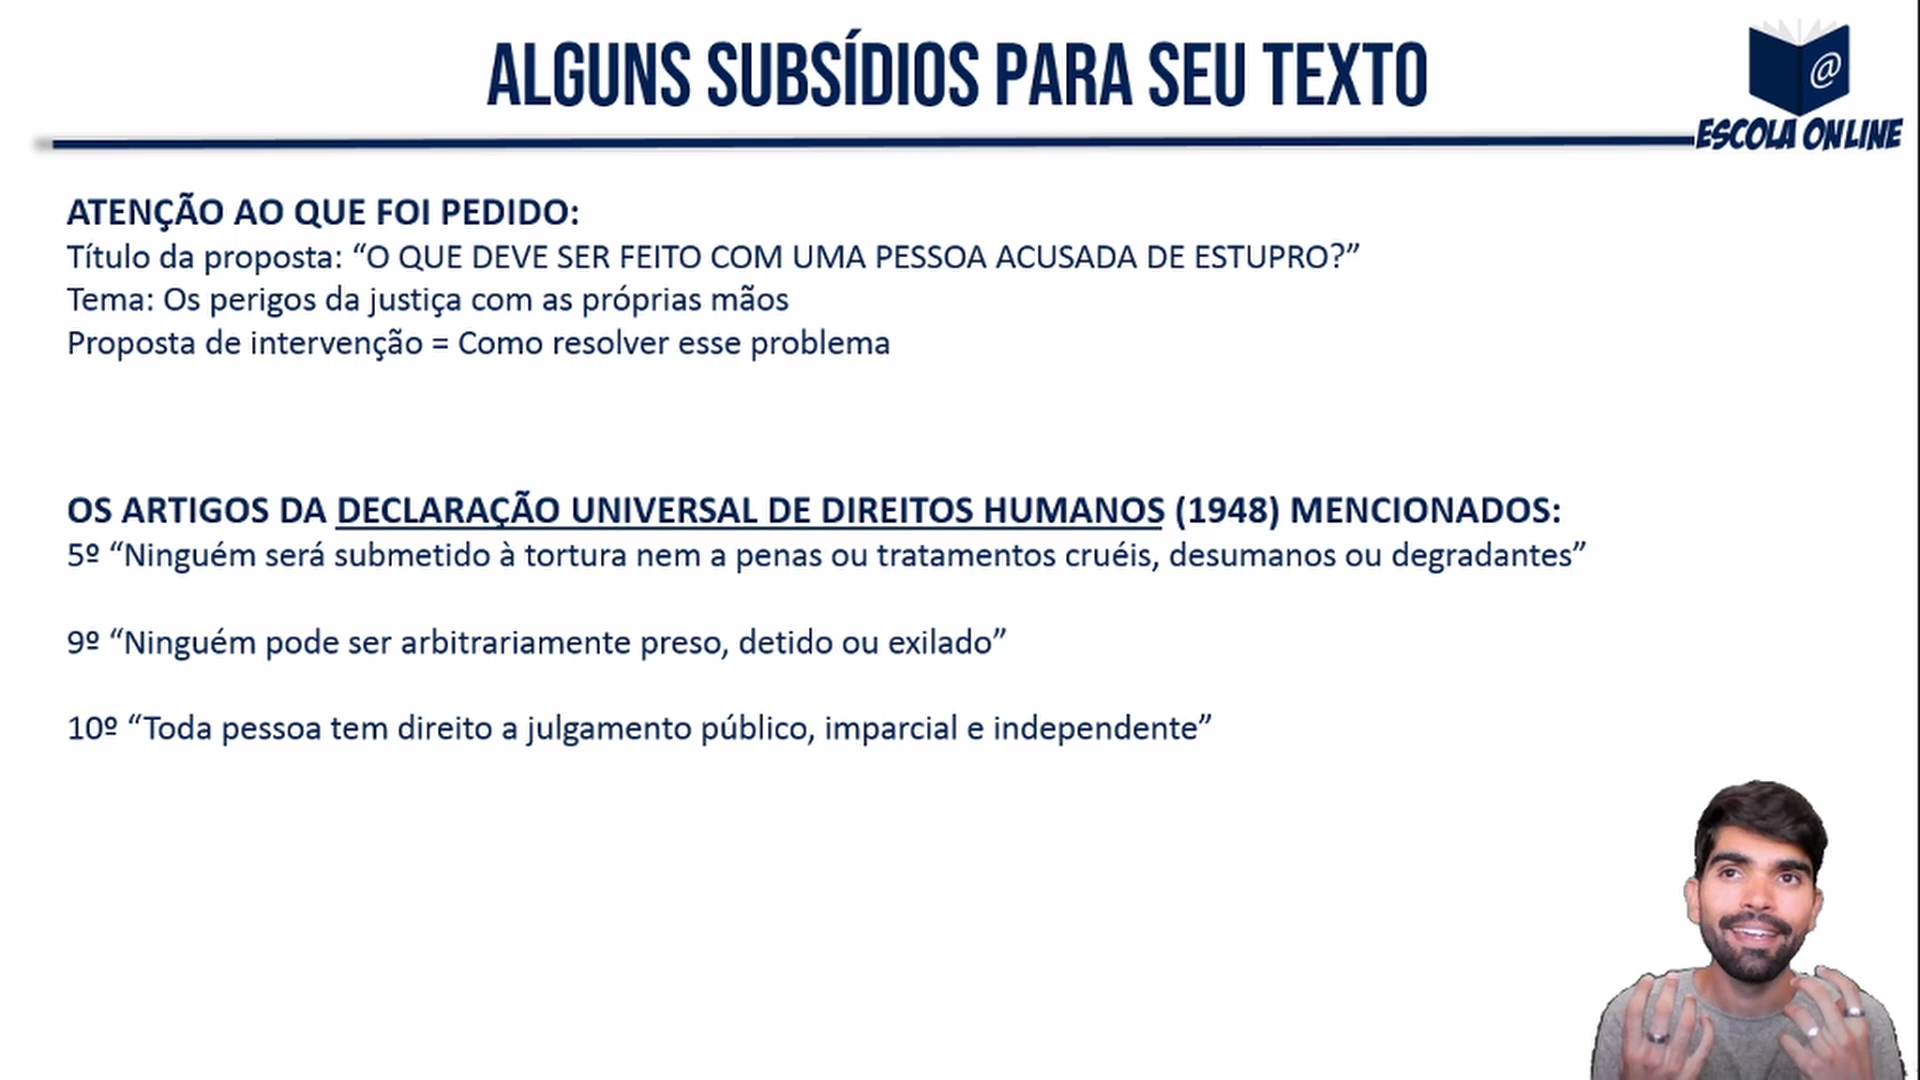 ALGUNS SUBSÍDIOS PARA SEU TEXTO
@
ESCOLA ONLINE
ATENÇÃO AO QUE FOI PEDIDO:
Título da proposta: “O QUE DEVE SER FEITO COM UMA PESSOA ACUSADA DE ESTUPRO?”
Tema: Os perigos da justiça com as próprias mãos
Proposta de intervenção = Como resolver esse problema
OS ARTIGOS DA DECLARAÇÃO UNIVERSAL DE DIREITOS HUMANOS (1948) MENCIONADOS:
5º “Ninguém será submetido à tortura nem a penas ou tratamentos cruéis, desumanos ou degradantes”
9º “Ninguém pode ser arbitrariamente preso, detido ou exilado”
10º “Toda pessoa tem direito a julgamento público, imparcial e independente”